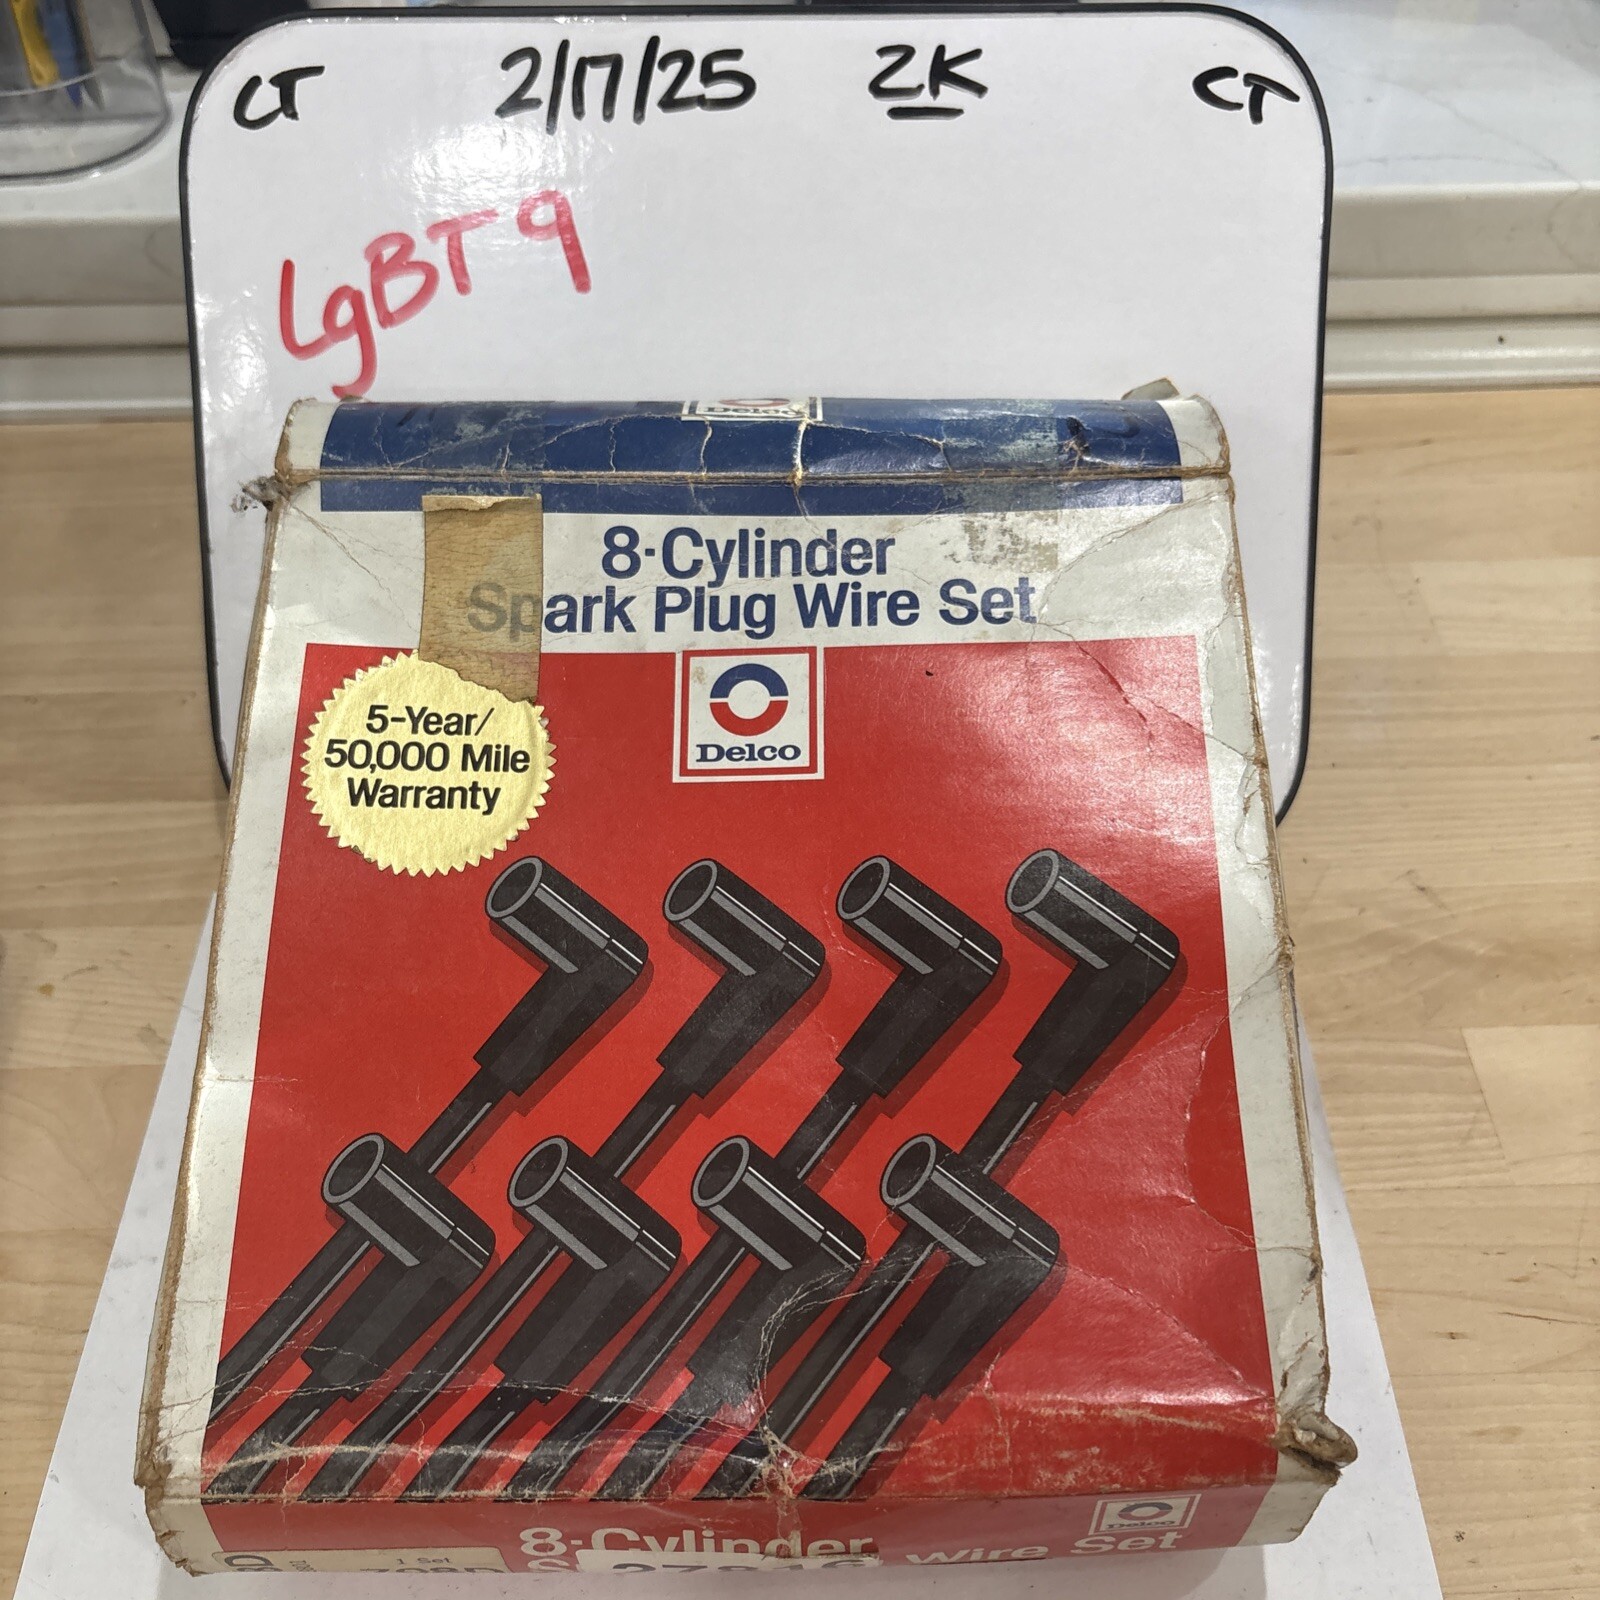 CT 2/17/25 ZK CT
LgBT9
Delco
8-Cylinder
Spark Plug Wire Set
5-Year/
50,000 Mile
Warranty
Delco
Delco
8-Cylinder
Wire Set
1 Set